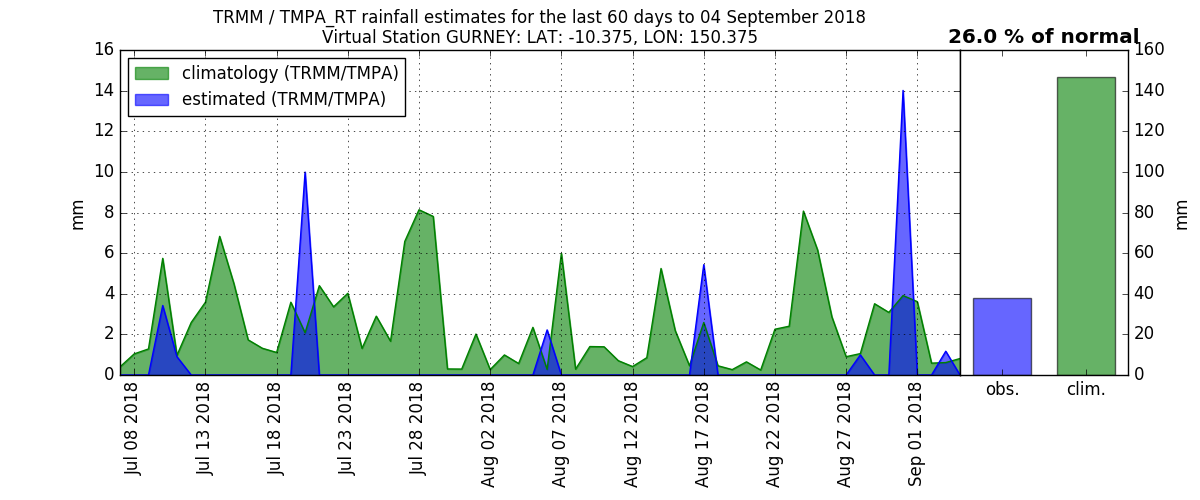 TRMM / TMPA_RT rainfall estimates for the last 60 days to 04 September 2018
Virtual Station GURNEY: LAT: -10.375, LON: 150.375
26.0 % of normal
climatology (TRMM/TMPA)
estimated (TRMM/TMPA)
mm
16
14
12
10
8
6
4
2
0
Jul 08 2018
Jul 13 2018
Jul 18 2018
Jul 23 2018
Jul 28 2018
Aug 02 2018
Aug 07 2018
Aug 12 2018
Aug 17 2018
Aug 22 2018
Aug 27 2018
Sep 01 2018
obs.
clim.
160
140
120
100
80
60
40
20
0
mm